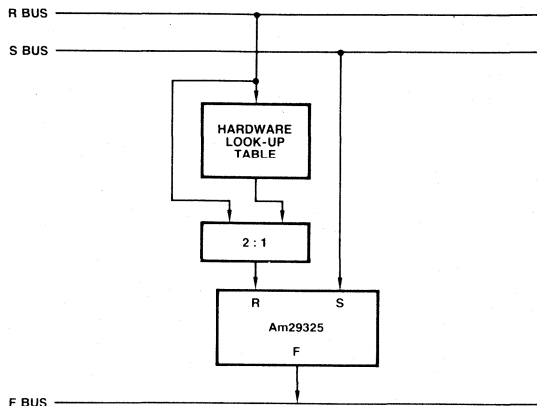 R BUS
S BUS
HARDWARE
LOOK-UP
TABLE
2 : 1
R S
Am29325
F
F BUS